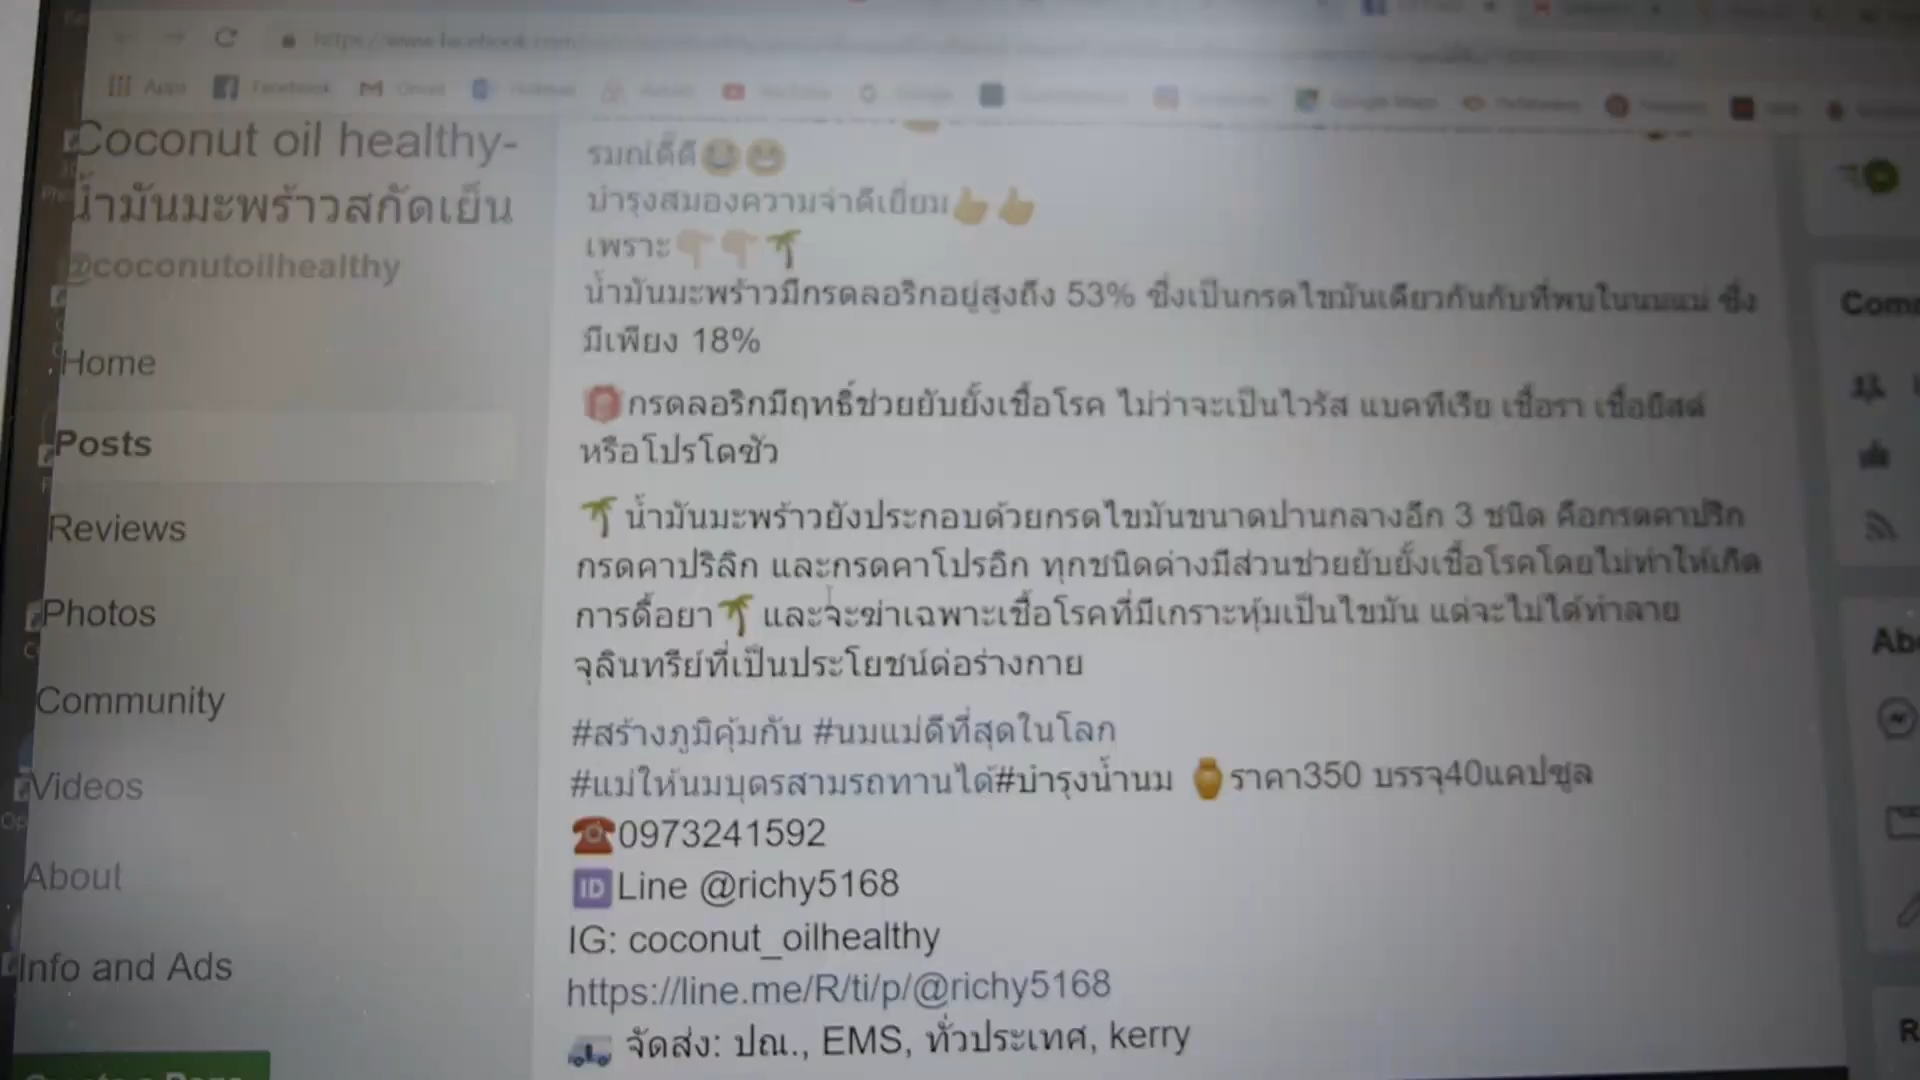 https://www.facebook.com
Apps
Facebook
Gmail
Coconut oil healthy-
น้ำมันมะพร้าวสกัดเย็น
@coconutoilhealthy
Home
Posts
Reviews
Photos
Community
Videos
About
Info and Ads
บำรุงสมองความจำดีเยี่ยม
เพราะ
น้ำมันมะพร้าวมีกรดลอริกอยู่สูงถึง 53% ซึ่งเป็นกรดไขมันเดียวกันกับที่พบในนมแม่ ซึ่ง
มีเพียง 18%
กรดลอริกมีฤทธิ์ช่วยยับยั้งเชื้อโรค ไม่ว่าจะเป็นไวรัส แบคทีเรีย เชื้อรา เชื้อยีสต์
หรือโปรโตซัว
น้ำมันมะพร้าวยังประกอบด้วยกรดไขมันขนาดปานกลางอีก 3 ชนิด คือกรดคาปริก
กรดคาปริลิก และกรดคาโปรอิก ทุกชนิดต่างมีส่วนช่วยยับยั้งเชื้อโรคโดยไม่ทำให้เกิด
การดื้อยา และจะฆ่าเฉพาะเชื้อโรคที่มีเกราะหุ้มเป็นไขมัน แต่จะไม่ได้ทำลาย
จุลินทรีย์ที่เป็นประโยชน์ต่อร่างกาย
#สร้างภูมิคุ้มกัน #นมแม่ดีที่สุดในโลก
#แม่ให้นมบุตรสามรถทานได้#บำรุงน้ำนม ราคา350 บรรจุ40แคปซูล
0973241592
ID Line @richy5168
IG: coconut_oilhealthy
https://line.me/R/ti/p/@richy5168
จัดส่ง: ปณ., EMS, ทั่วประเทศ, kerry